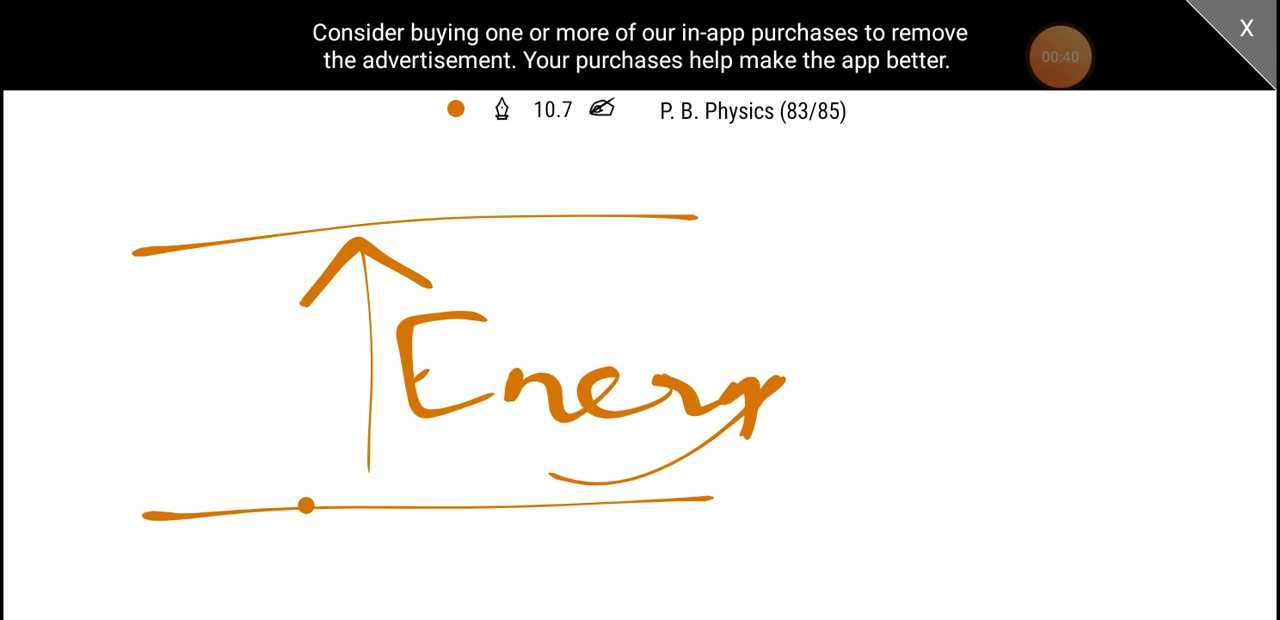 Consider buying one or more of our in-app purchases to remove
the advertisement. Your purchases help make the app better.
X
00:40
10.7 P. B. Physics (83/85)
Energy